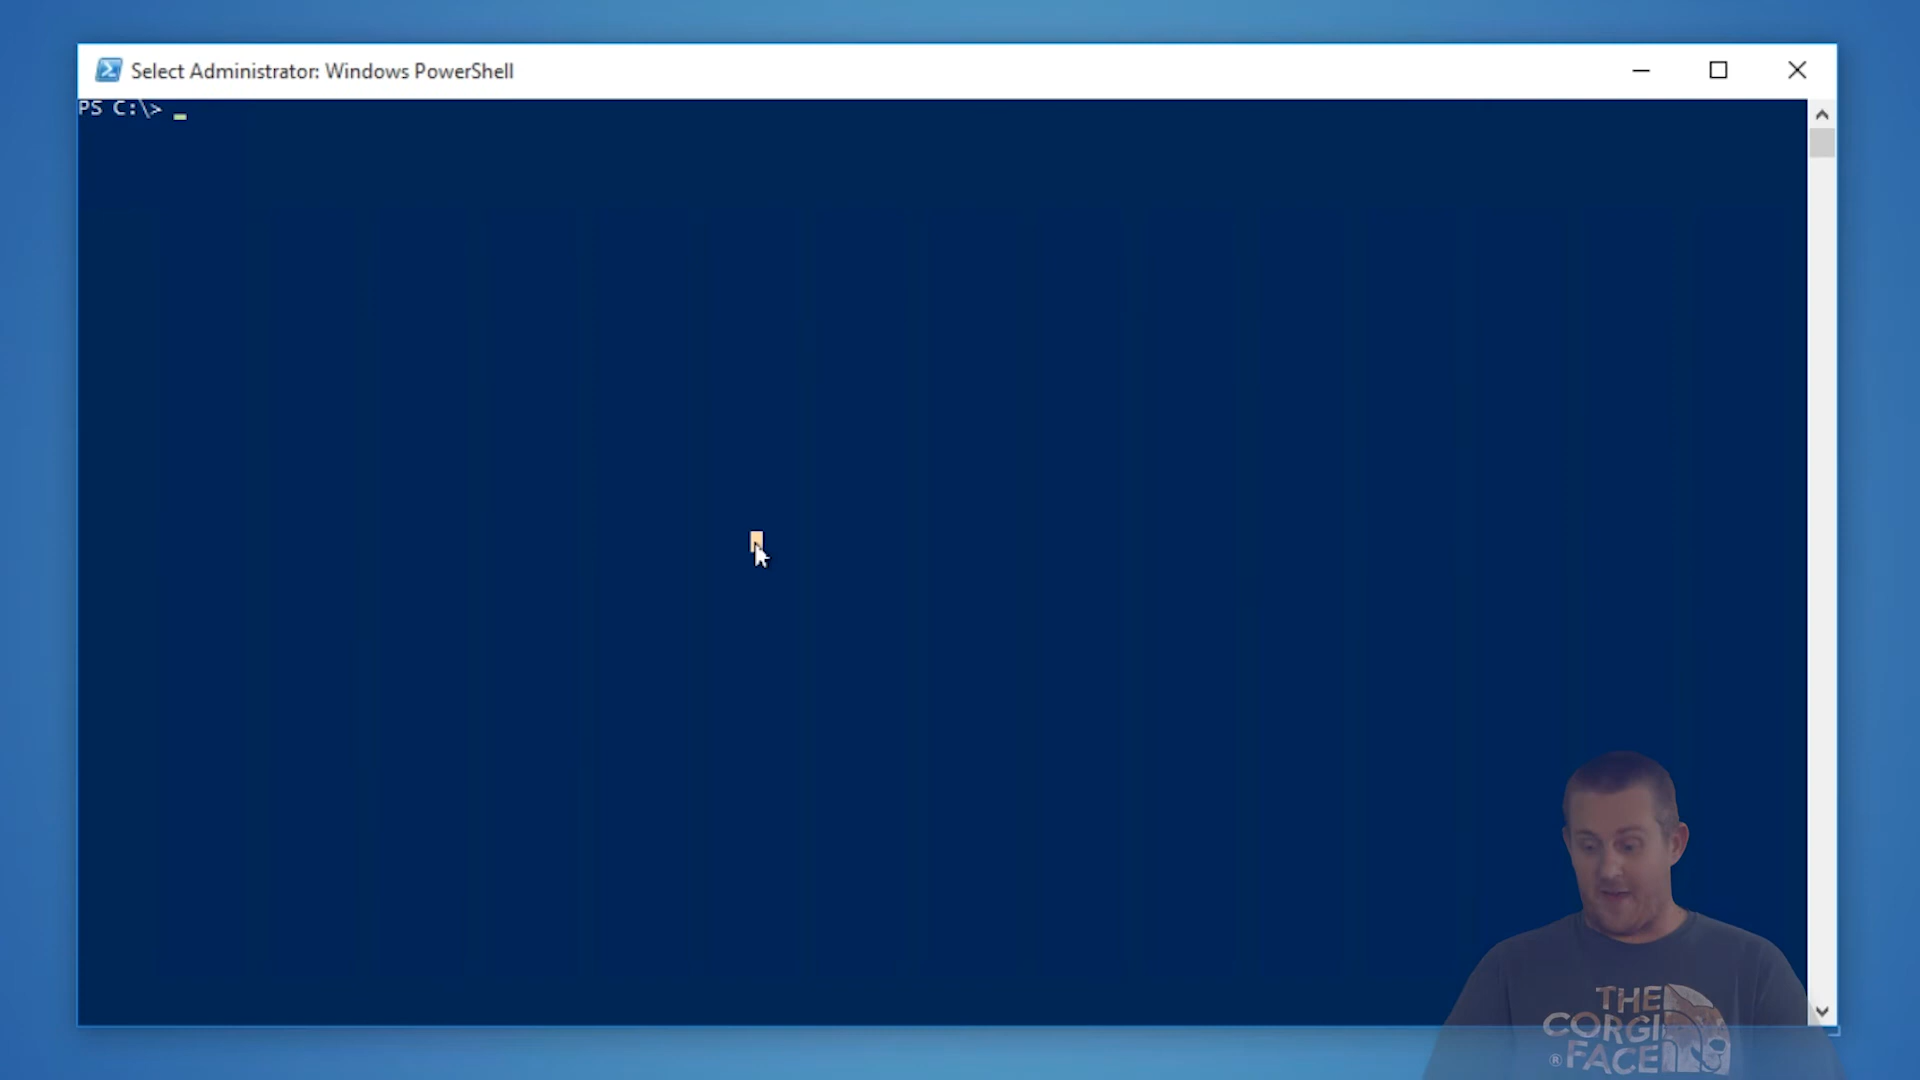 Select Administrator: Windows PowerShell
PS C:\>
THE
CORGI
® FACE